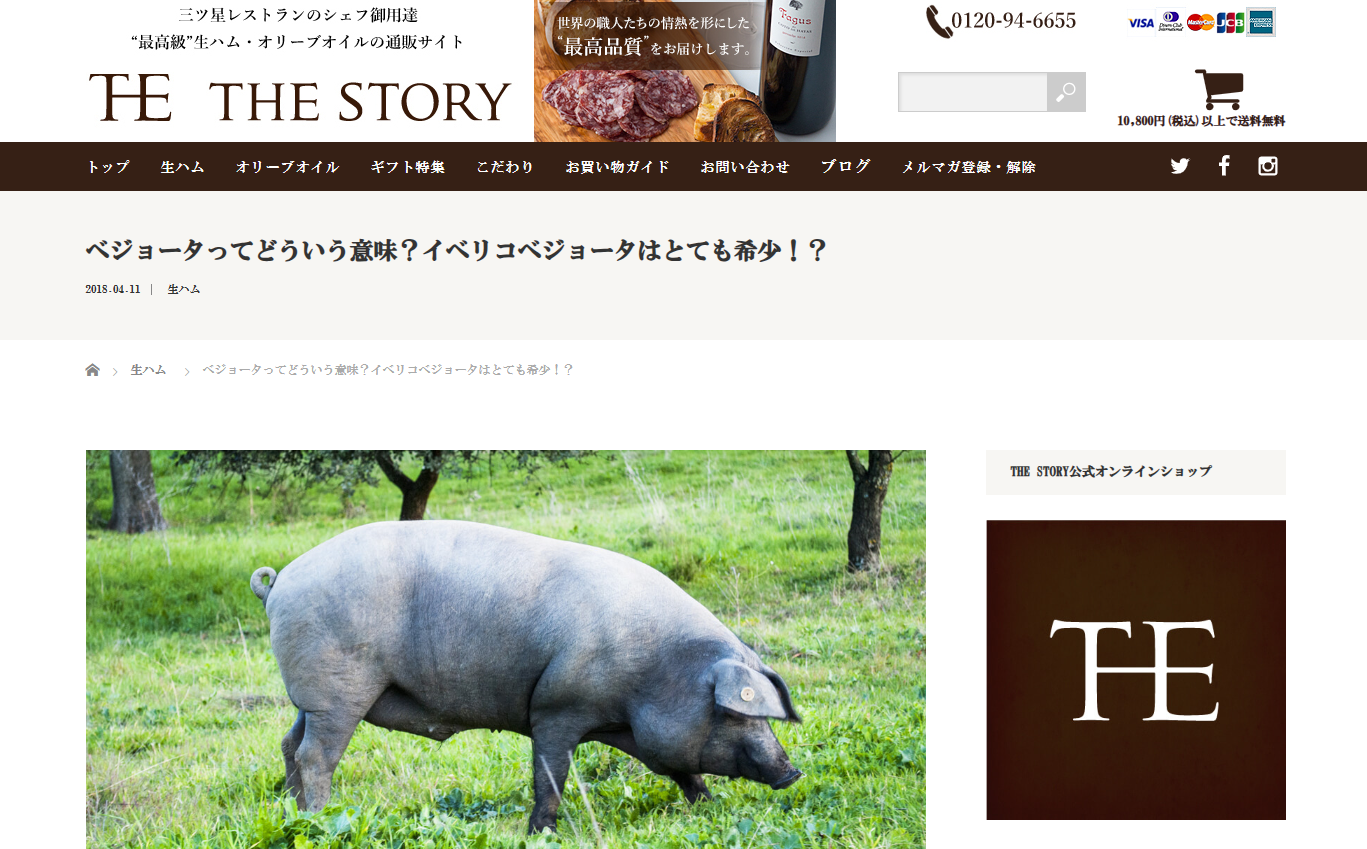 三ツ星レストランのシェフ御用達
“最高級”生ハム・オリーブオイルの通販サイト
THE THE STORY
世界の職人たちの情熱を形にした
“最高品質”をお届けします。
Fagus
0120-94-6655
VISA Diners Club International MasterCard JCB AMERICAN EXPRESS
10,800円(税込)以上で送料無料
トップ 生ハム オリーブオイル ギフト特集 こだわり お買い物ガイド お問い合わせ ブログ メルマガ登録・解除
ベジョータってどういう意味？イベリコベジョータはとても希少！？
2018.04.11 | 生ハム
生ハム ベジョータってどういう意味？イベリコベジョータはとても希少！？
THE STORY公式オンラインショップ
THE